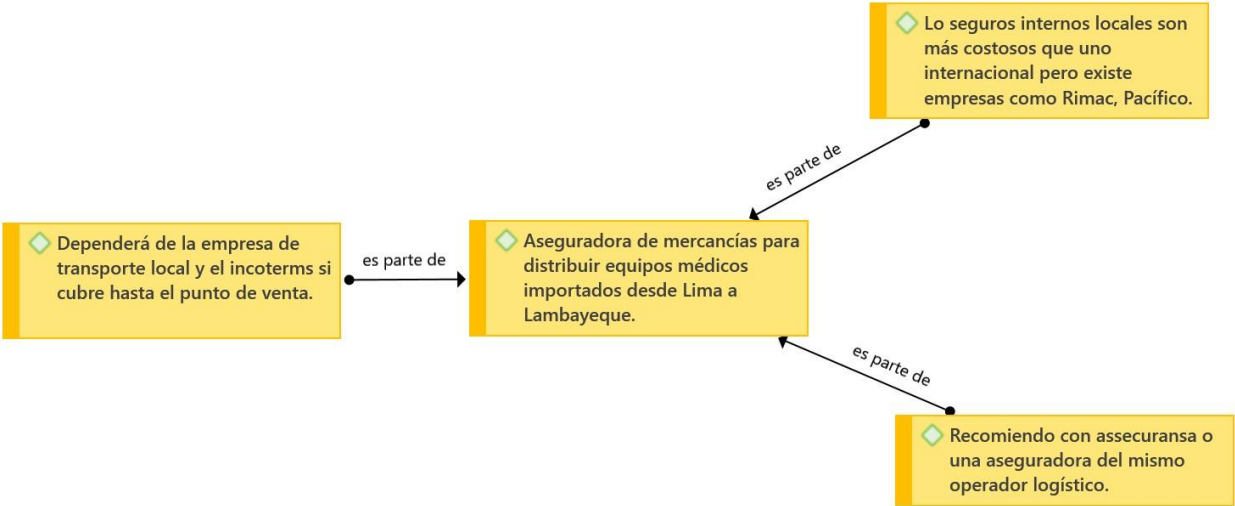 Lo seguros internos locales son
más costosos que uno
internacional pero existe
empresas como Rimac, Pacífico.
es parte de
Dependerá de la empresa de
transporte local y el incoterms si
cubre hasta el punto de venta.
es parte de
Aseguradora de mercancías para
distribuir equipos médicos
importados desde Lima a
Lambayeque.
es parte de
Recomiendo con assecuransa o
una aseguradora del mismo
operador logístico.